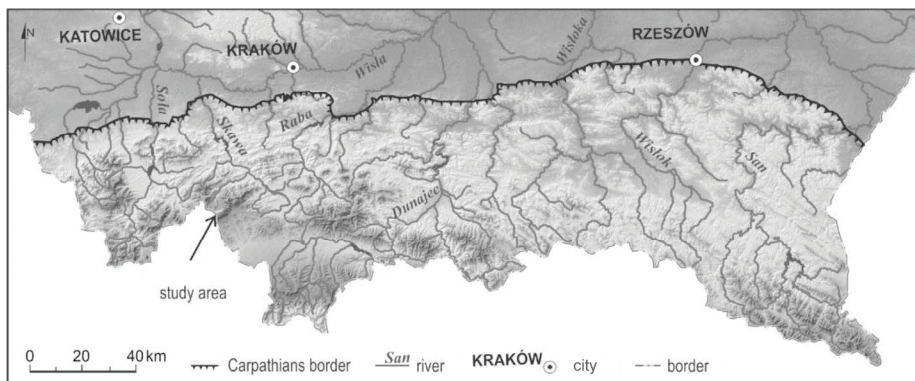 KATOWICE
N
KRAKÓW
RZESZÓW
Wisłoka
Wisła
Soła
Skawa
Raba
Wisłok
San
Dunajec
study area
0 20 40 km
Carpathians border
San river
KRAKÓW city
border